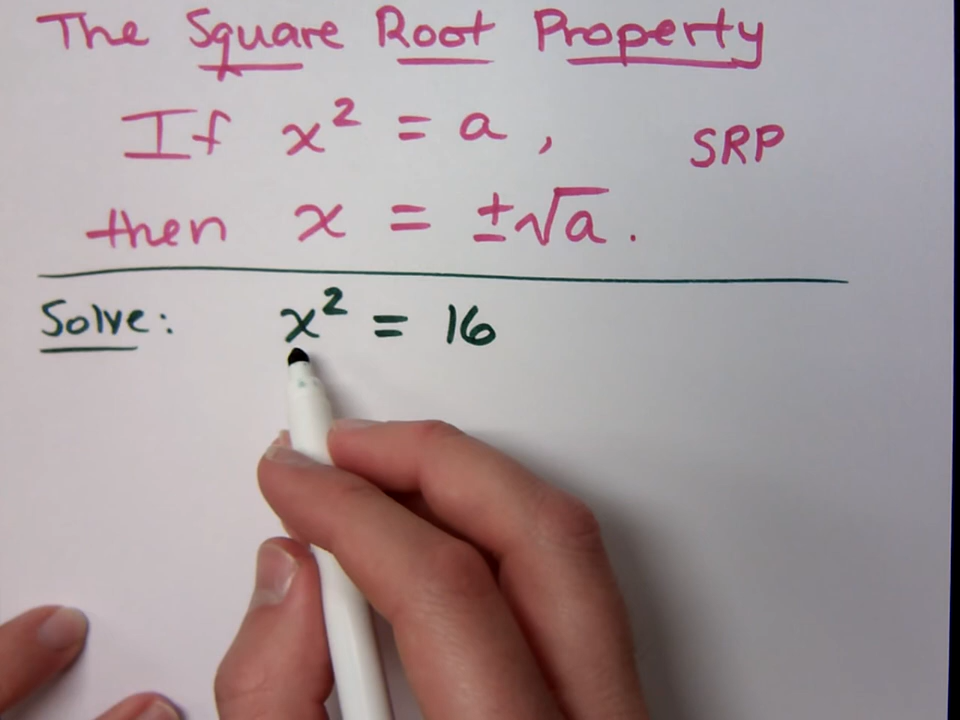 The Square Root Property
If x² = a, SRP
then x = ±√a.
Solve: x² = 16